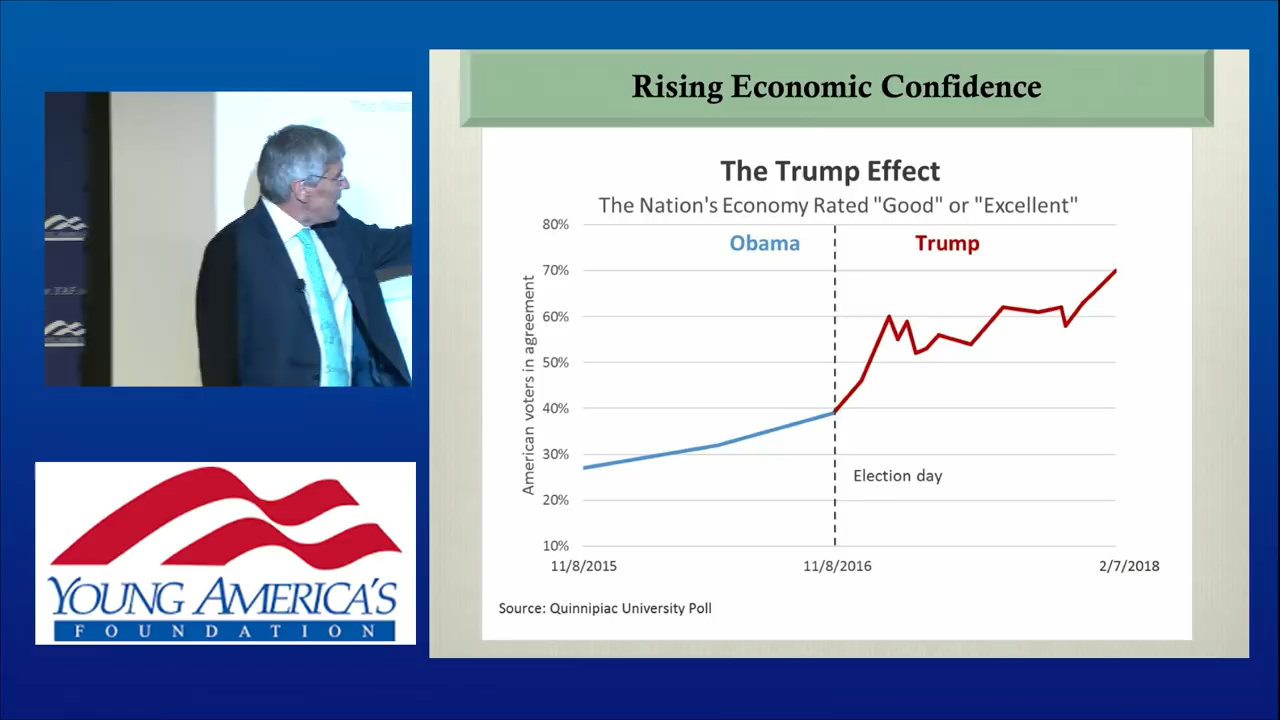 Rising Economic Confidence
The Trump Effect
The Nation's Economy Rated "Good" or "Excellent"
80%
70%
60%
50%
40%
30%
20%
10%
American voters in agreement
Obama
Trump
Election day
11/8/2015
11/8/2016
2/7/2018
Source: Quinnipiac University Poll
YOUNG AMERICA'S
FOUNDATION